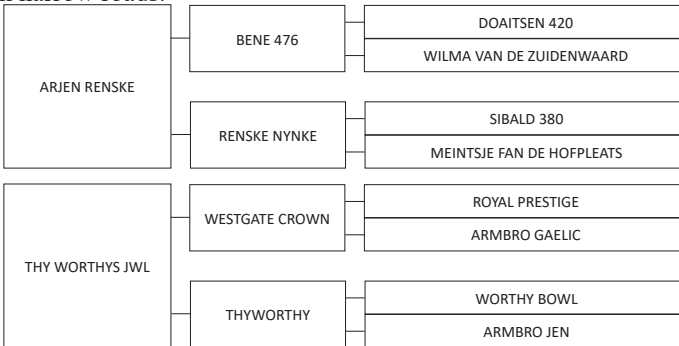 DOAITSEN 420
BENE 476
WILMA VAN DE ZUIDENWAARD
ARJEN RENSKE
SIBALD 380
RENSKE NYNKE
MEINTSJE FAN DE HOFPLEATS
ROYAL PRESTIGE
WESTGATE CROWN
ARMBRO GAELIC
THY WORTHYS JWL
WORTHY BOWL
THYWORTHY
ARMBRO JEN